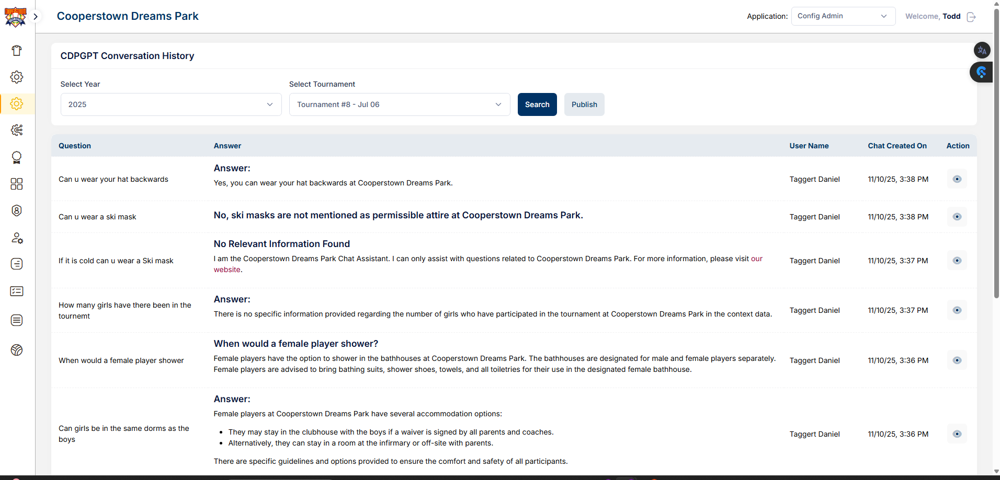 Cooperstown Dreams Park
Application:
Config Admin
Welcome, Todd
CDPGPT Conversation History
Select Year
Select Tournament
2025
Tournament #8 - Jul 06
Search
Publish
Question
Answer
User Name
Chat Created On
Action
Can u wear your hat backwards
Answer:
Yes, you can wear your hat backwards at Cooperstown Dreams Park.
Taggert Daniel
11/10/25, 3:38 PM
Can u wear a ski mask
No, ski masks are not mentioned as permissible attire at Cooperstown Dreams Park.
Taggert Daniel
11/10/25, 3:38 PM
If it is cold can u wear a Ski mask
No Relevant Information Found
I am the Cooperstown Dreams Park Chat Assistant. I can only assist with questions related to Cooperstown Dreams Park. For more information, please visit our
website.
Taggert Daniel
11/10/25, 3:37 PM
How many girls have there been in the
tournemt
Answer:
There is no specific information provided regarding the number of girls who have participated in the tournament at Cooperstown Dreams Park in the context data.
Taggert Daniel
11/10/25, 3:37 PM
When would a female player shower
When would a female player shower?
Female players have the option to shower in the bathhouses at Cooperstown Dreams Park. The bathhouses are designated for male and female players separately.
Female players are advised to bring bathing suits, shower shoes, towels, and all toiletries for their use in the designated female bathhouse.
Taggert Daniel
11/10/25, 3:36 PM
Can girls be in the same dorms as the
boys
Answer:
Female players at Cooperstown Dreams Park have several accommodation options:
• They may stay in the clubhouse with the boys if a waiver is signed by all parents and coaches.
• Alternatively, they can stay in a room at the infirmary or off-site with parents.
There are specific guidelines and options provided to ensure the comfort and safety of all participants.
Taggert Daniel
11/10/25, 3:36 PM